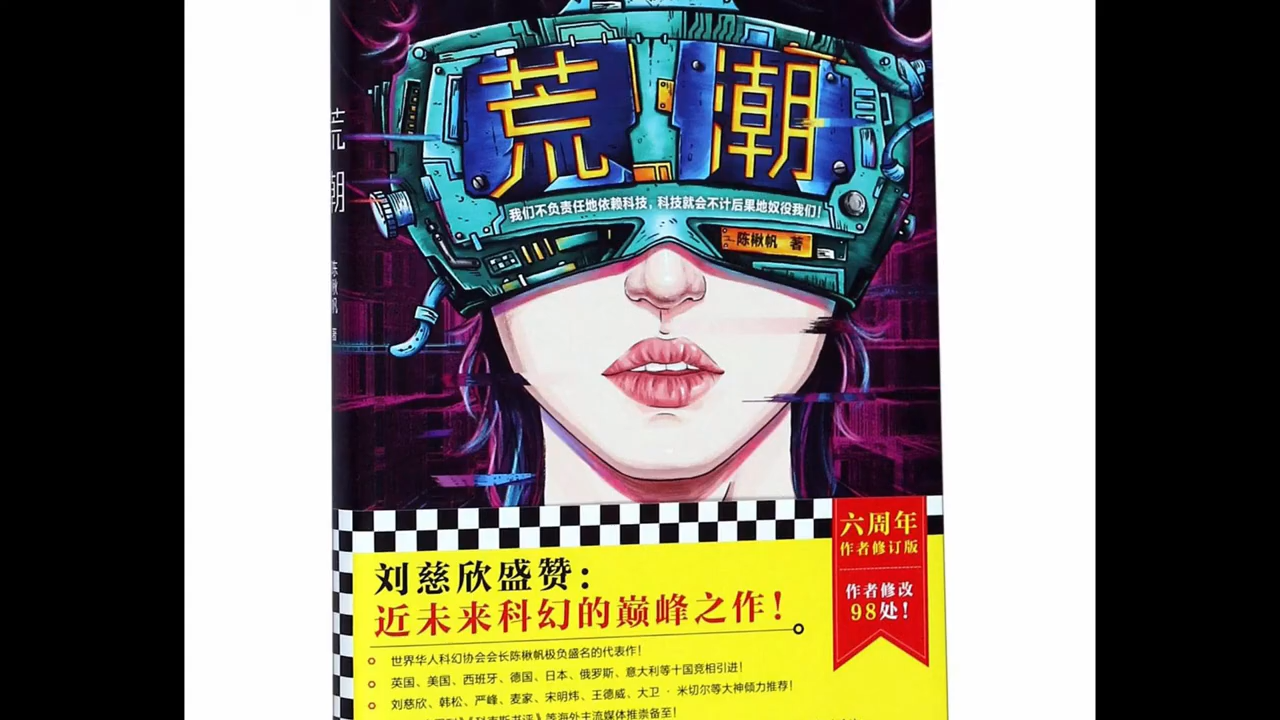 荒潮
我们不负责任地依赖科技，科技就会不计后果地奴役我们！
陈楸帆 著
荒潮
陈楸帆 著
六周年
作者修订版
作者修改
98处！
刘慈欣盛赞：
近未来科幻的巅峰之作！
世界华人科幻协会会长陈楸帆极负盛名的代表作！
英国、美国、西班牙、德国、日本、俄罗斯、意大利等十国竞相引进！
刘慈欣、韩松、严峰、麦家、宋明炜、王德威、大卫·米切尔等大神倾力推荐！
《科克斯书评》等海外主流媒体推崇备至！